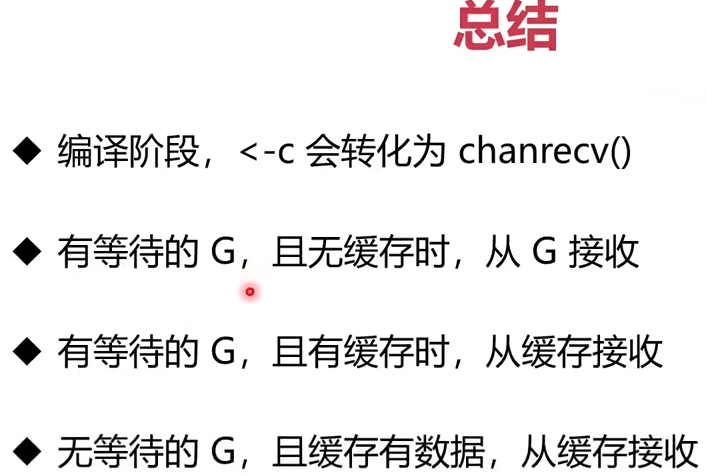 总结
◆ 编译阶段，<-c 会转化为 chanrecv()
◆ 有等待的 G，且无缓存时，从 G 接收
◆ 有等待的 G，且有缓存时，从缓存接收
◆ 无等待的 G，且缓存有数据，从缓存接收